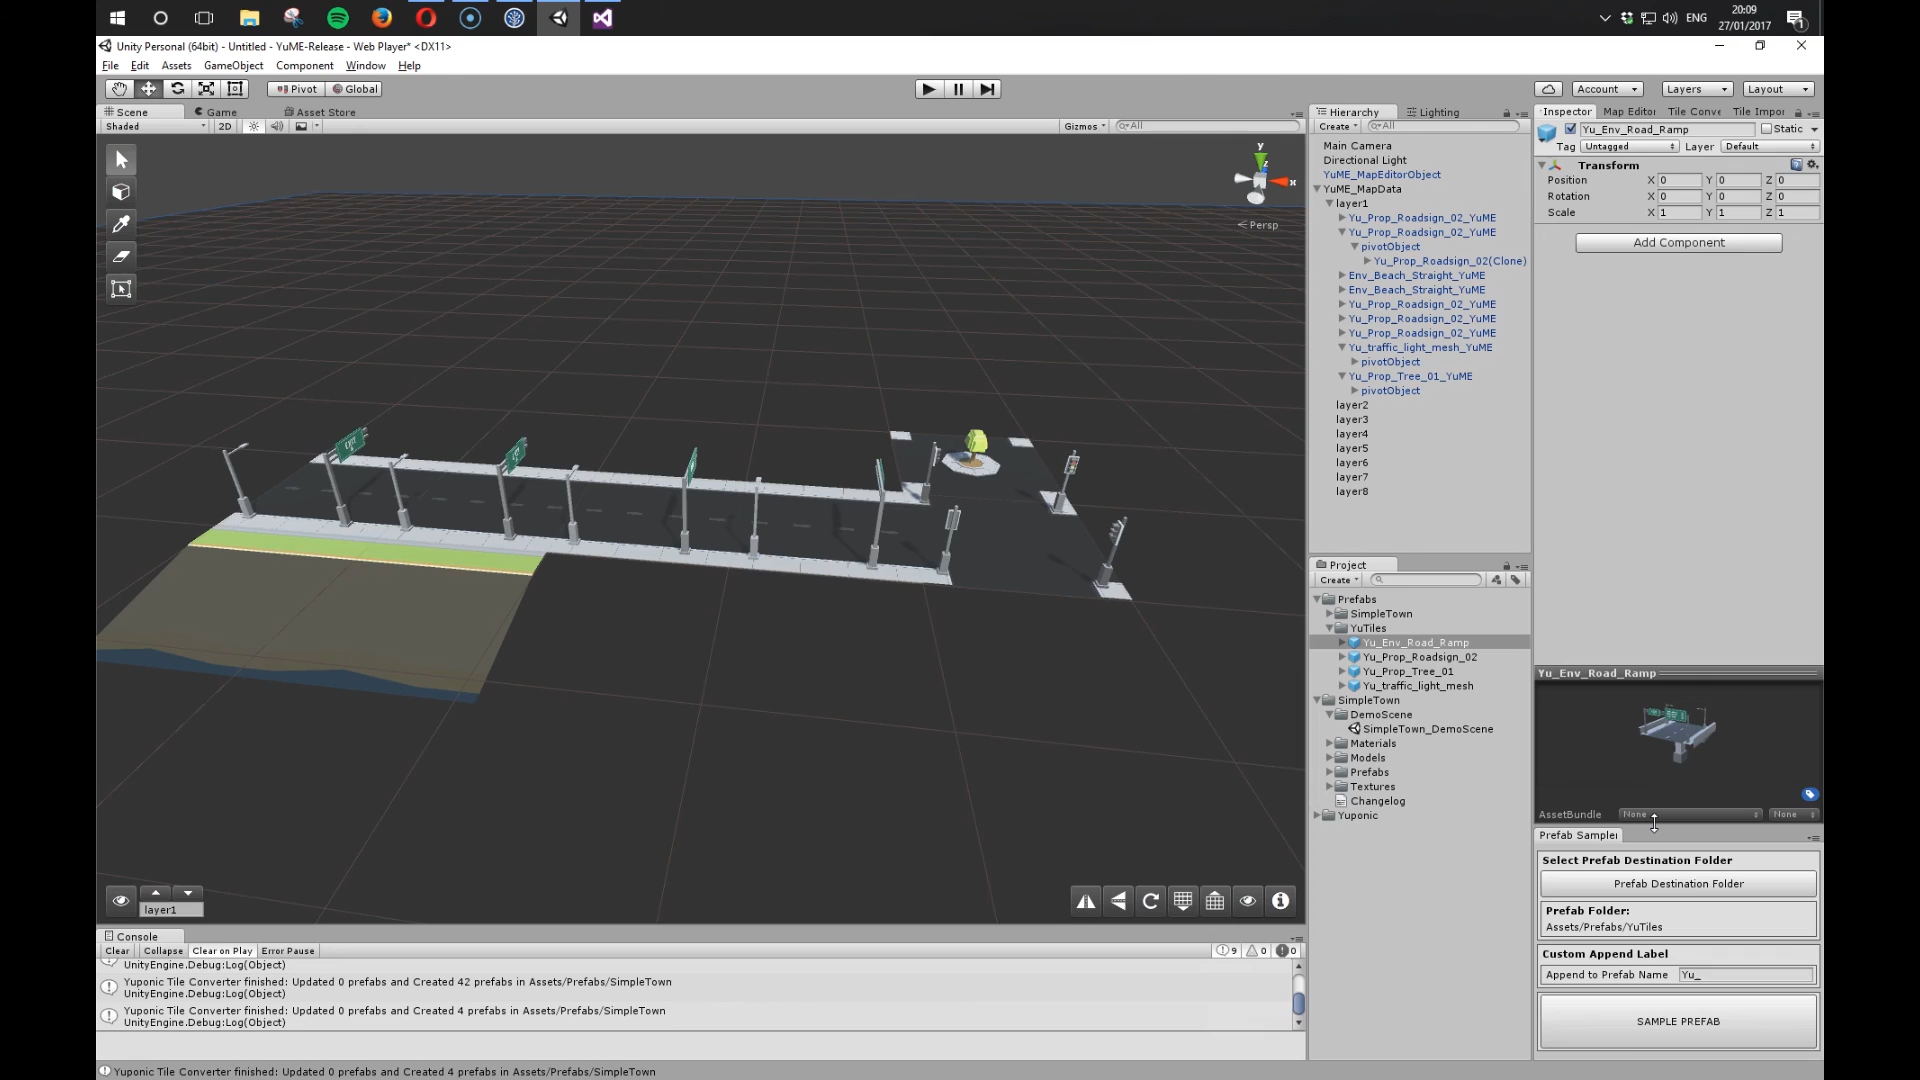 ENG
20:09
27/01/2017
1
Unity Personal (64bit) - Untitled - YuME-Release - Web Player* <DX11>
File Edit Assets GameObject Component Window Help
Pivot Global
Account Layers Layout
Scene Game Asset Store
Shaded 2D Gizmos All
y
x
z
Persp
EXIT
layer1
Console
Clear Collapse Clear on Play Error Pause 9 0 0
UnityEngine.Debug:Log(Object)
Yuponic Tile Converter finished: Updated 0 prefabs and Created 42 prefabs in Assets/Prefabs/SimpleTown
UnityEngine.Debug:Log(Object)
Yuponic Tile Converter finished: Updated 0 prefabs and Created 4 prefabs in Assets/Prefabs/SimpleTown
UnityEngine.Debug:Log(Object)
Yuponic Tile Converter finished: Updated 0 prefabs and Created 4 prefabs in Assets/Prefabs/SimpleTown
Hierarchy Lighting
Create All
Main Camera
Directional Light
YuME_MapEditorObject
YuME_MapData
layer1
Yu_Prop_Roadsign_02_YuME
Yu_Prop_Roadsign_02_YuME
pivotObject
Yu_Prop_Roadsign_02(Clone)
Env_Beach_Straight_YuME
Env_Beach_Straight_YuME
Yu_Prop_Roadsign_02_YuME
Yu_Prop_Roadsign_02_YuME
Yu_Prop_Roadsign_02_YuME
Yu_traffic_light_mesh_YuME
pivotObject
Yu_Prop_Tree_01_YuME
pivotObject
layer2
layer3
layer4
layer5
layer6
layer7
layer8
Project
Create
Prefabs
SimpleTown
YuTiles
Yu_Env_Road_Ramp
Yu_Prop_Roadsign_02
Yu_Prop_Tree_01
Yu_traffic_light_mesh
SimpleTown
DemoScene
SimpleTown_DemoScene
Materials
Models
Prefabs
Textures
Changelog
Yuponic
Inspector Map Editor Tile Conve Tile Impor
Yu_Env_Road_Ramp Static
Tag Untagged Layer Default
Transform
Position X 0 Y 0 Z 0
Rotation X 0 Y 0 Z 0
Scale X 1 Y 1 Z 1
Add Component
Yu_Env_Road_Ramp
AssetBundle None None
Prefab Sampler
Select Prefab Destination Folder
Prefab Destination Folder
Prefab Folder:
Assets/Prefabs/YuTiles
Custom Append Label
Append to Prefab Name Yu_
SAMPLE PREFAB